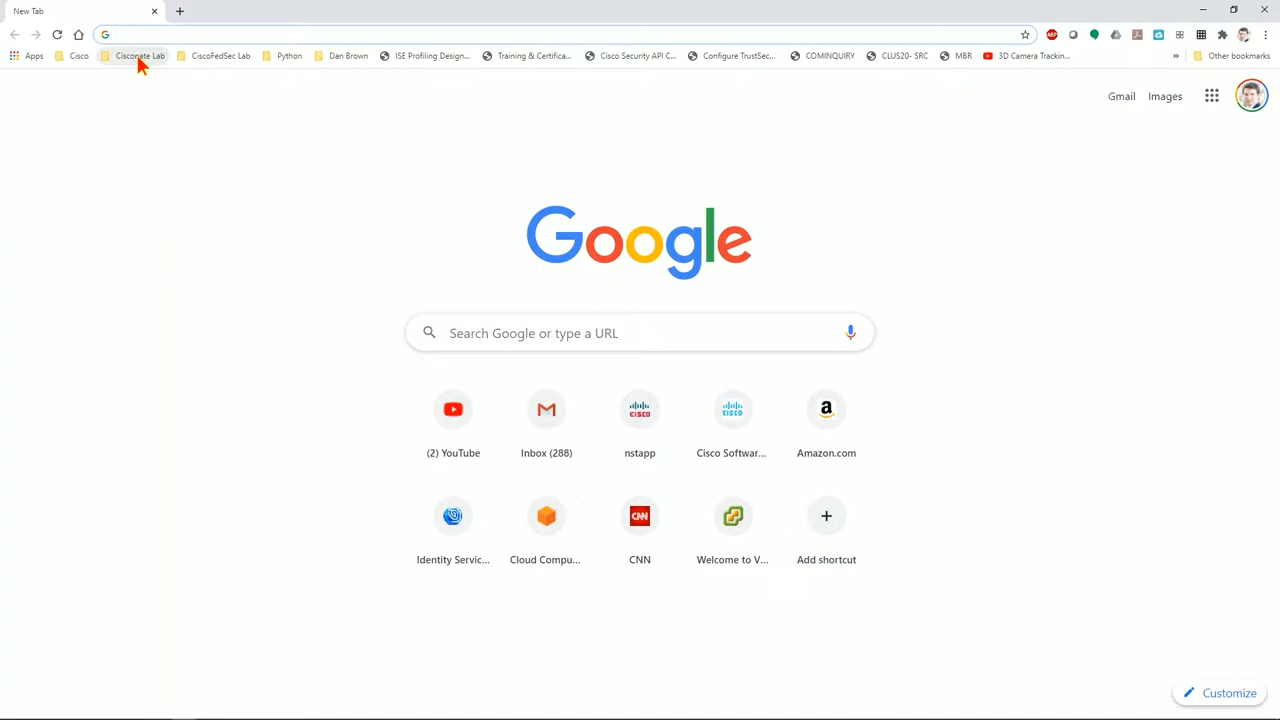 New Tab
Apps Cisco Cisconate Lab CiscoFedSec Lab Python Dan Brown ISE Profiling Design... Training & Certifica... Cisco Security API C... Configure TrustSec... COMINQUIRY CLUS20- SRC MBR 3D Camera Trackin... » Other bookmarks
Gmail Images
Google
Search Google or type a URL
(2) YouTube Inbox (288) nstapp Cisco Softwar... Amazon.com
Identity Servic... Cloud Compu... CNN Welcome to V... Add shortcut
Customize